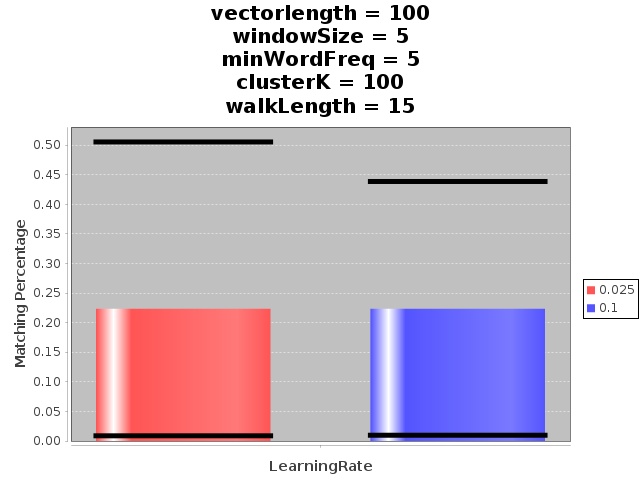 vectorlength = 100
windowSize = 5
minWordFreq = 5
clusterK = 100
walkLength = 15
0.50
0.45
0.40
0.35
0.30
0.25
0.20
0.15
0.10
0.05
0.00
Matching Percentage
LearningRate
0.025
0.1